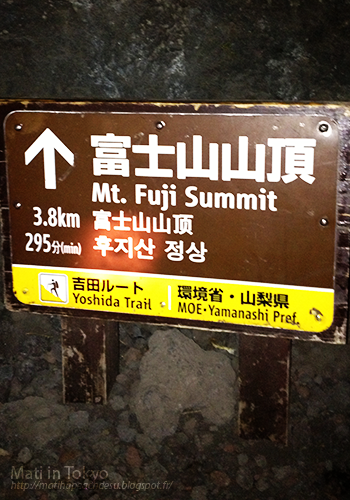 富士山山頂
Mt. Fuji Summit
3.8km 富士山山顶
295分(min) 후지산 정상
吉田ルート
Yoshida Trail
環境省・山梨県
MOE・Yamanashi Pref.
Mati in Tokyo